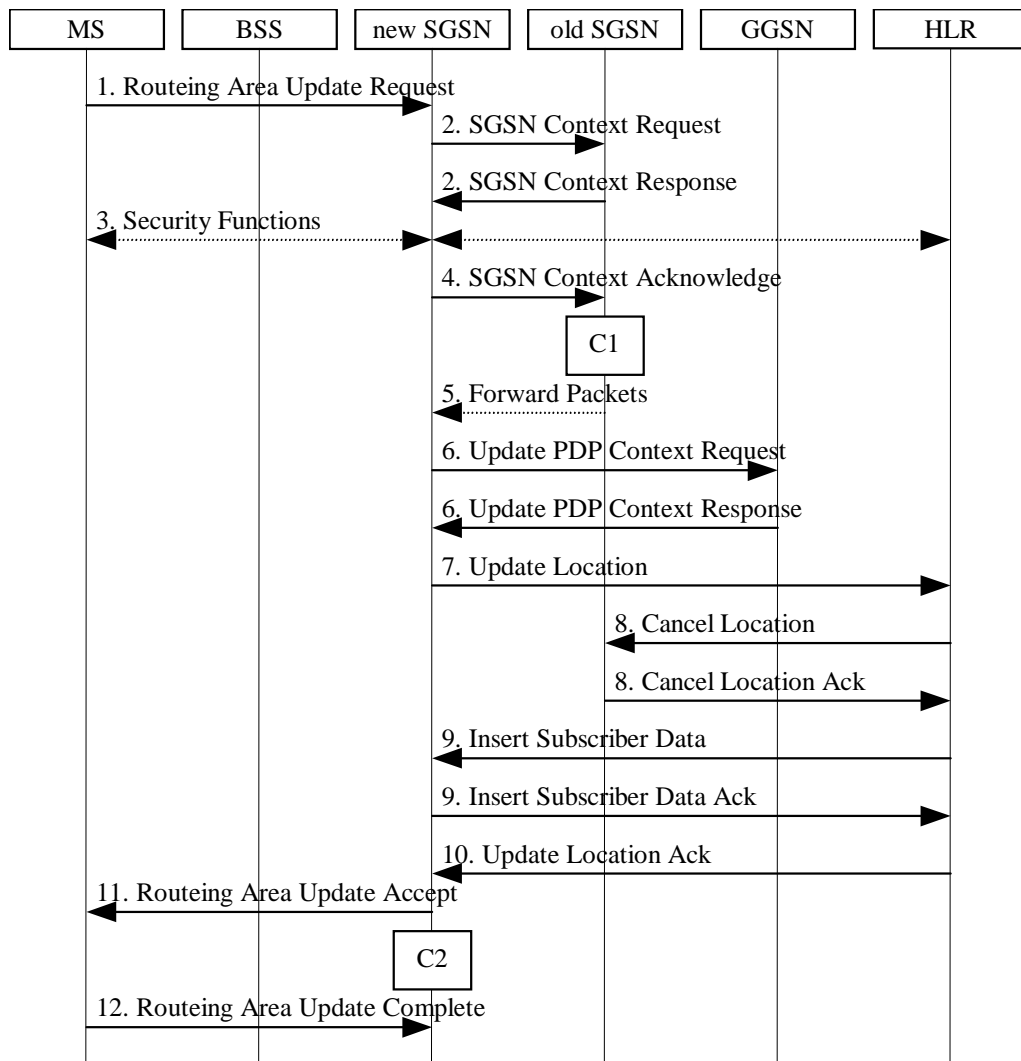 MS BSS new SGSN old SGSN GGSN HLR
1. Routeing Area Update Request
2. SGSN Context Request
2. SGSN Context Response
3. Security Functions
4. SGSN Context Acknowledge
C1
5. Forward Packets
6. Update PDP Context Request
6. Update PDP Context Response
7. Update Location
8. Cancel Location
8. Cancel Location Ack
9. Insert Subscriber Data
9. Insert Subscriber Data Ack
10. Update Location Ack
11. Routeing Area Update Accept
C2
12. Routeing Area Update Complete